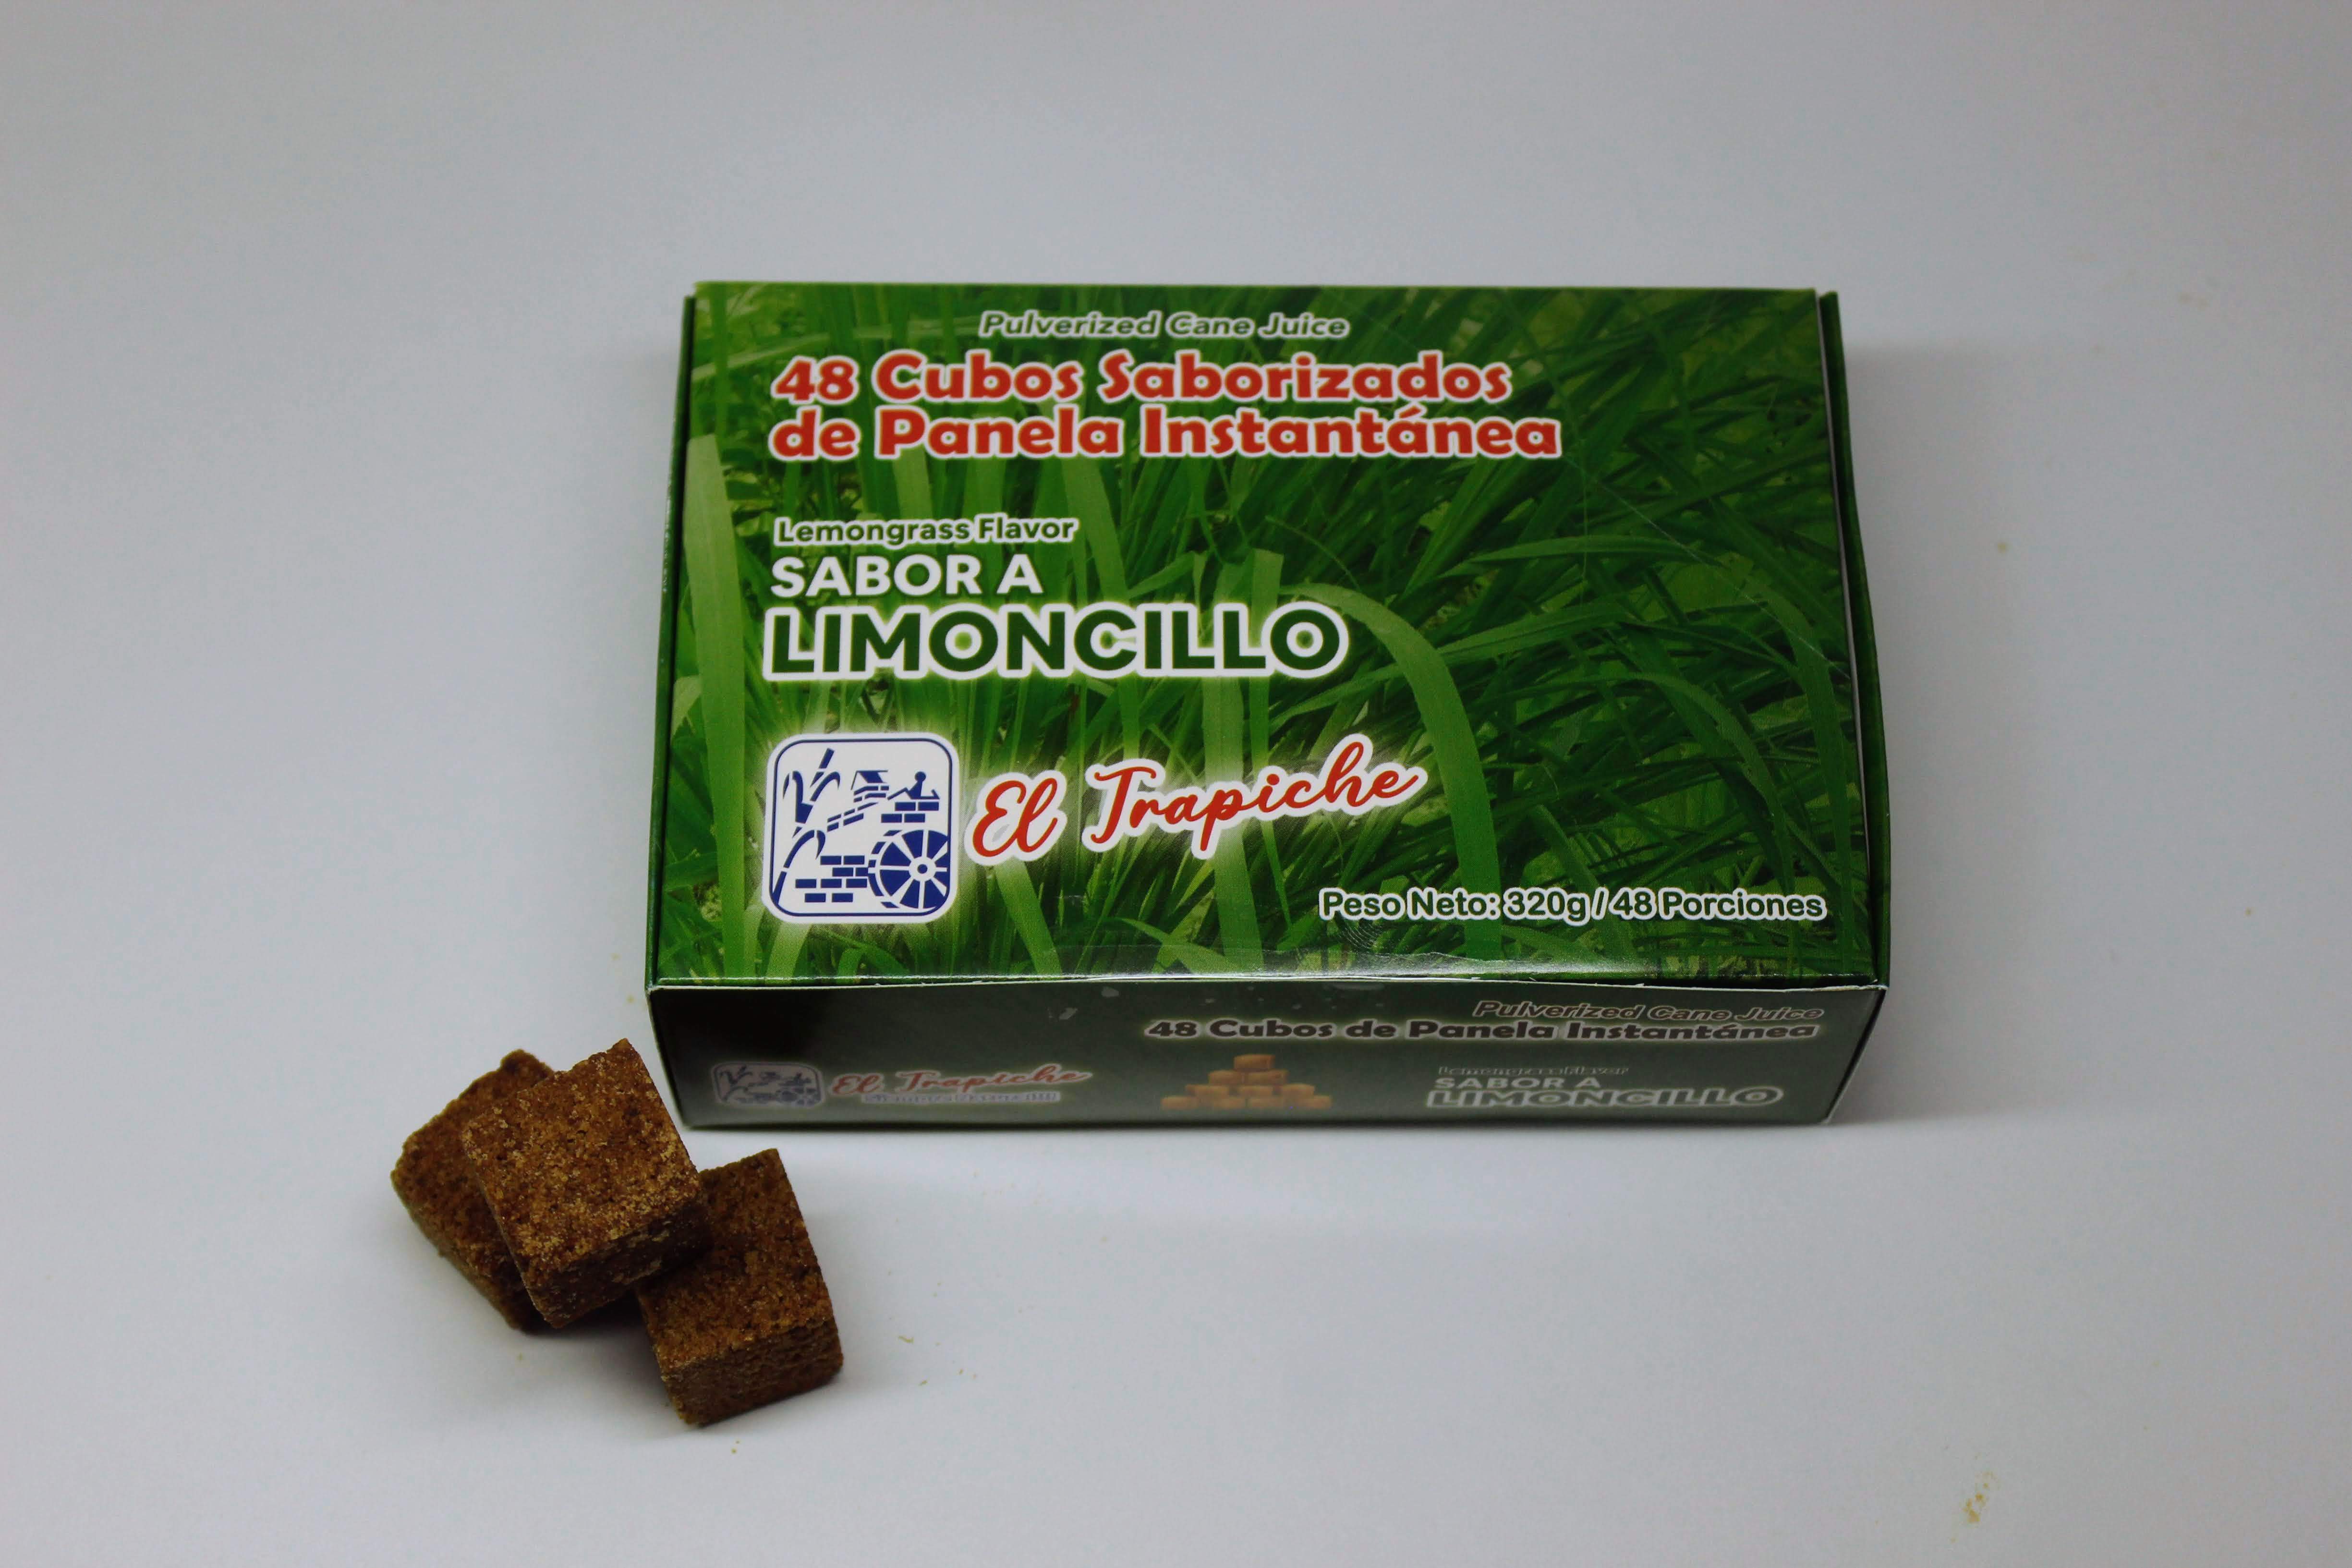 Pulverized Cane Juice
48 Cubos Saborizados
de Panela Instantánea
Lemongrass Flavor
SABOR A
LIMONCILLO
El Trapiche
Peso Neto: 320g / 48 Porciones
Pulverized Cane Juice
48 Cubos de Panela Instantánea
El Trapiche
Lemongrass Flavor
SABOR A
LIMONCILLO